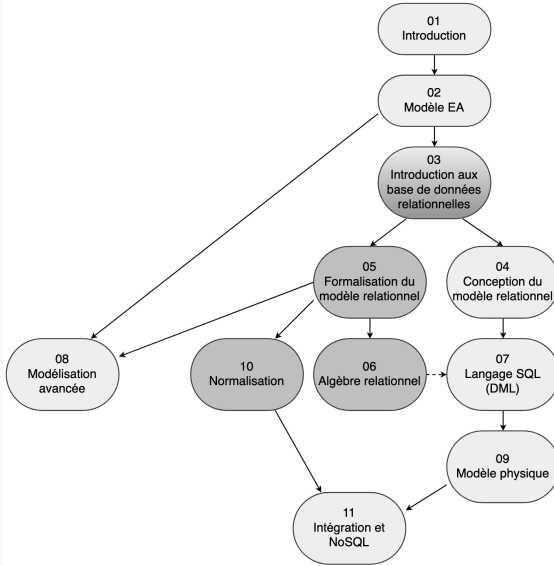 01
Introduction
02
Modèle EA
03
Introduction aux
base de données
relationnelles
05
Formalisation du
modèle relationnel
04
Conception du
modèle relationnel
08
Modélisation
avancée
10
Normalisation
06
Algèbre relationnel
07
Langage SQL
(DML)
09
Modèle physique
11
Intégration et
NoSQL